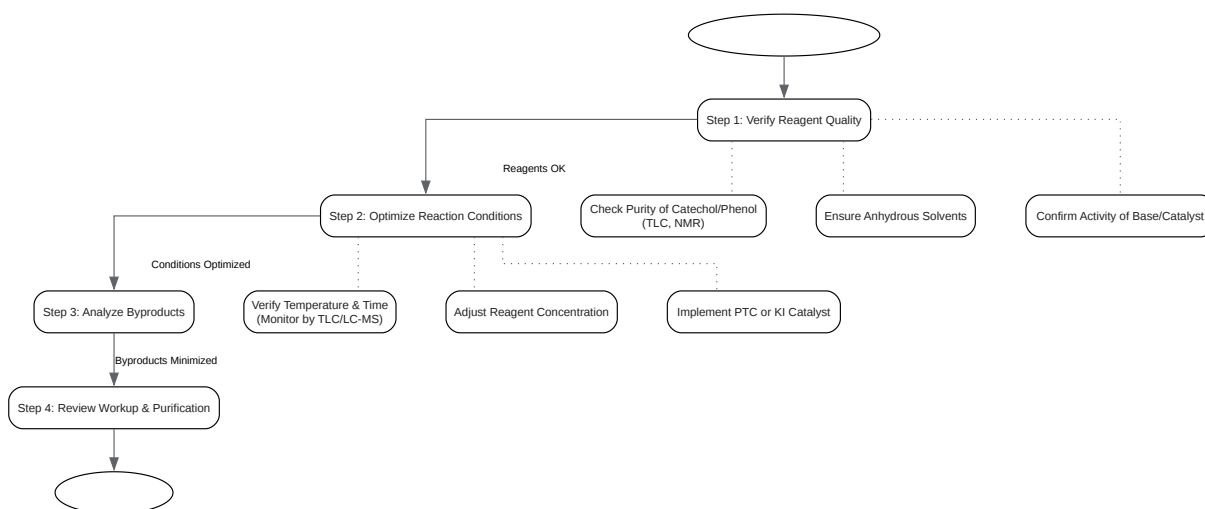 Step 1: Verify Reagent Quality
Reagents OK
Step 2: Optimize Reaction Conditions
Check Purity of Catechol/Phenol
(TLC, NMR)
Ensure Anhydrous Solvents
Confirm Activity of Base/Catalyst
Conditions Optimized
Step 3: Analyze Byproducts
Verify Temperature & Time
(Monitor by TLC/LC-MS)
Adjust Reagent Concentration
Implement PTC or KI Catalyst
Byproducts Minimized
Step 4: Review Workup & Purification